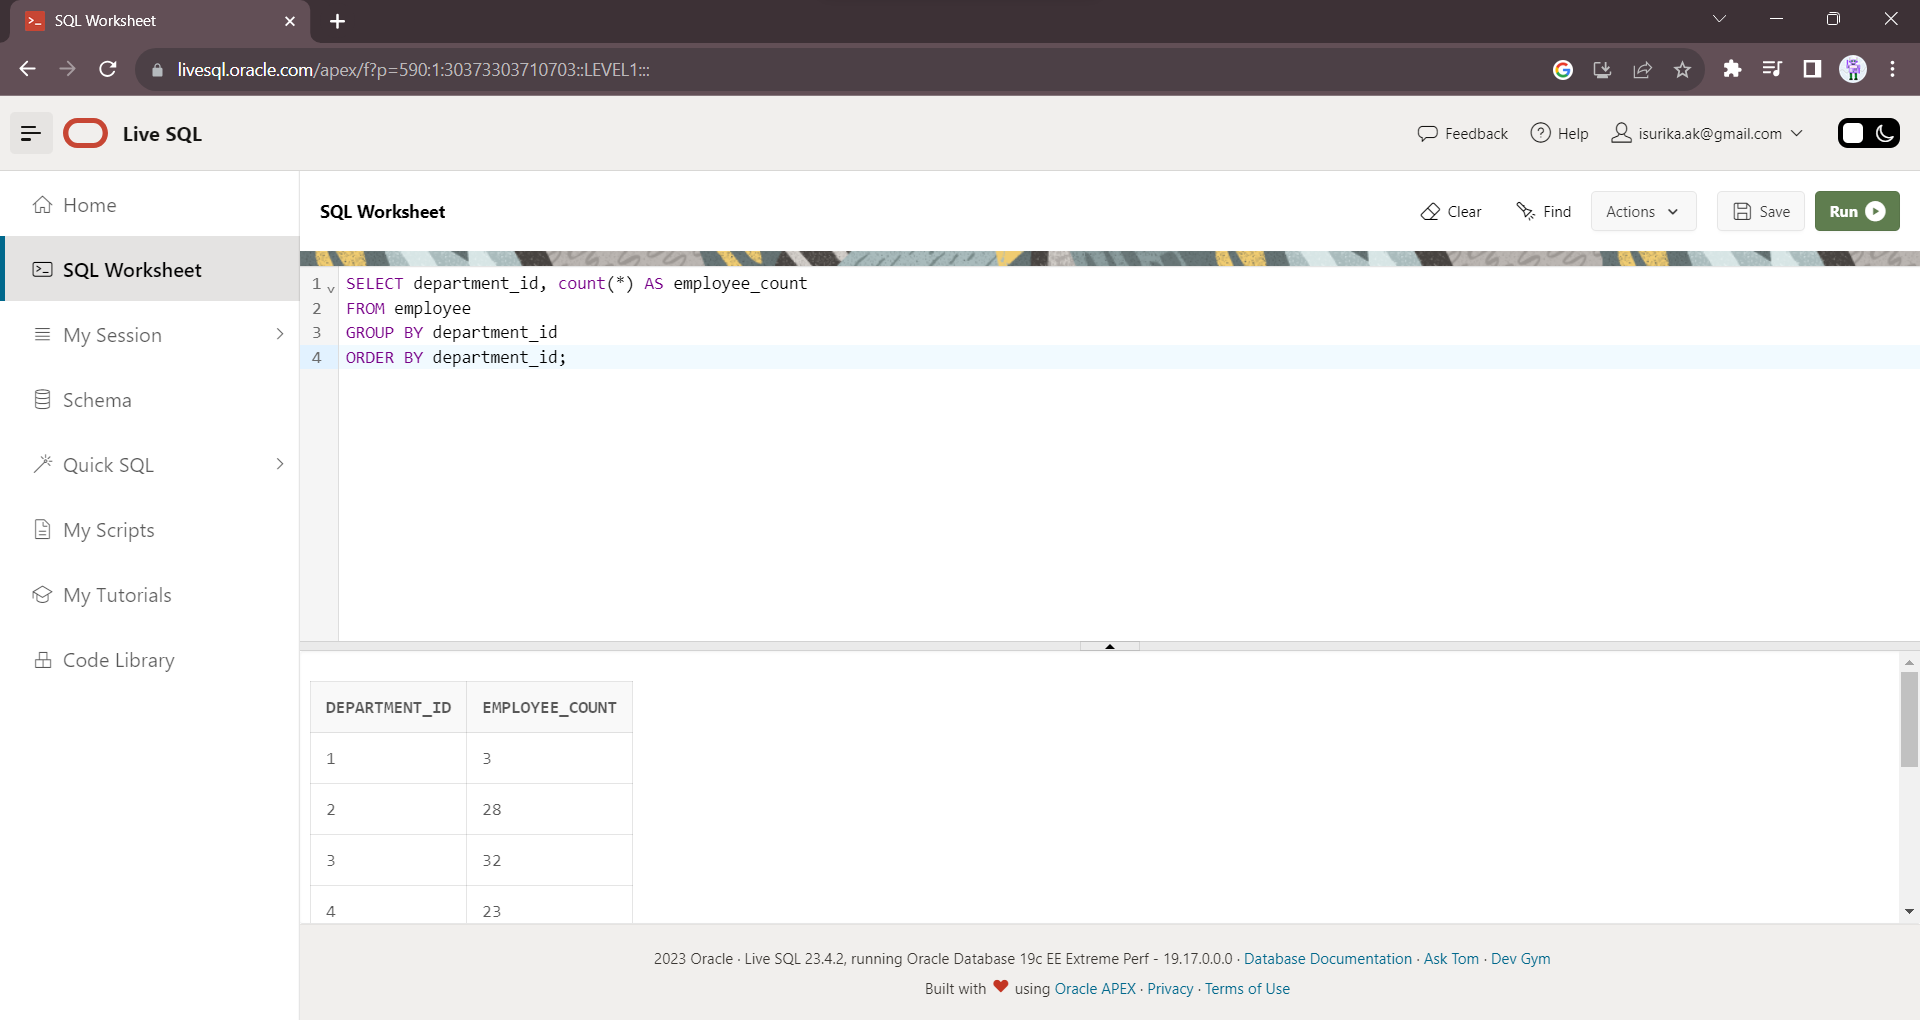 SQL Worksheet
livesql.oracle.com/apex/f?p=590:1:30373303710703::LEVEL1:::
Live SQL
Feedback
Help
isurika.ak@gmail.com
Home
SQL Worksheet
My Session
Schema
Quick SQL
My Scripts
My Tutorials
Code Library
SQL Worksheet
Clear
Find
Actions
Save
Run
1 SELECT department_id, count(*) AS employee_count
2 FROM employee
3 GROUP BY department_id
4 ORDER BY department_id;
DEPARTMENT_ID EMPLOYEE_COUNT
1 3
2 28
3 32
4 23
2023 Oracle · Live SQL 23.4.2, running Oracle Database 19c EE Extreme Perf - 19.17.0.0.0 · Database Documentation · Ask Tom · Dev Gym
Built with ❤ using Oracle APEX · Privacy · Terms of Use